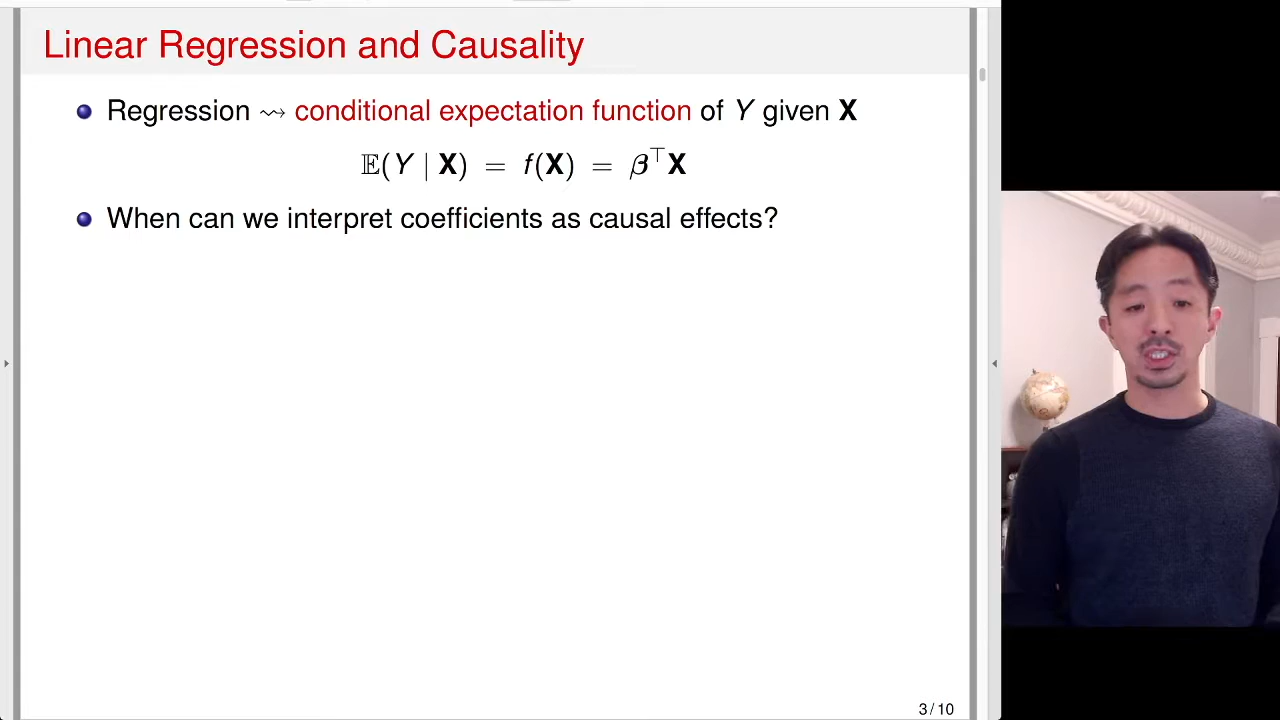 Linear Regression and Causality
Regression ⇝ conditional expectation function of Y given X
𝔼(Y | X) = f(X) = β⊤X
When can we interpret coefficients as causal effects?
3 / 10